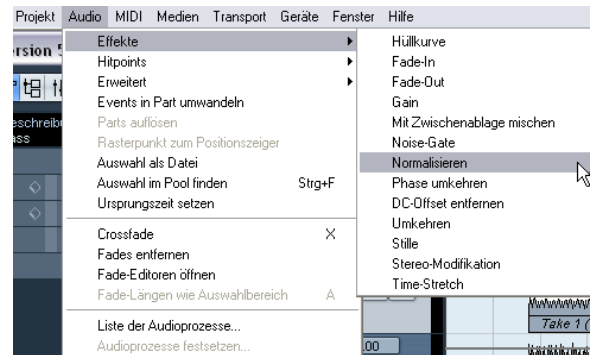 Projekt Audio MIDI Medien Transport Geräte Fenster Hilfe
Effekte
Hitpoints
Erweitert
Events in Part umwandeln
Parts auflösen
Rasterpunkt zum Positionszeiger
Auswahl als Datei
Auswahl im Pool finden Strg+F
Ursprungszeit setzen
Crossfade X
Fades entfernen
Fade-Editoren öffnen
Fade-Längen wie Auswahlbereich A
Liste der Audioprozesse...
Audioprozesse festsetzen...
Hüllkurve
Fade-In
Fade-Out
Gain
Mit Zwischenablage mischen
Noise-Gate
Normalisieren
Phase umkehren
DC-Offset entfernen
Umkehren
Stille
Stereo-Modifikation
Time-Stretch
rsion 5
eschreib
ass
Take 1 (
.00